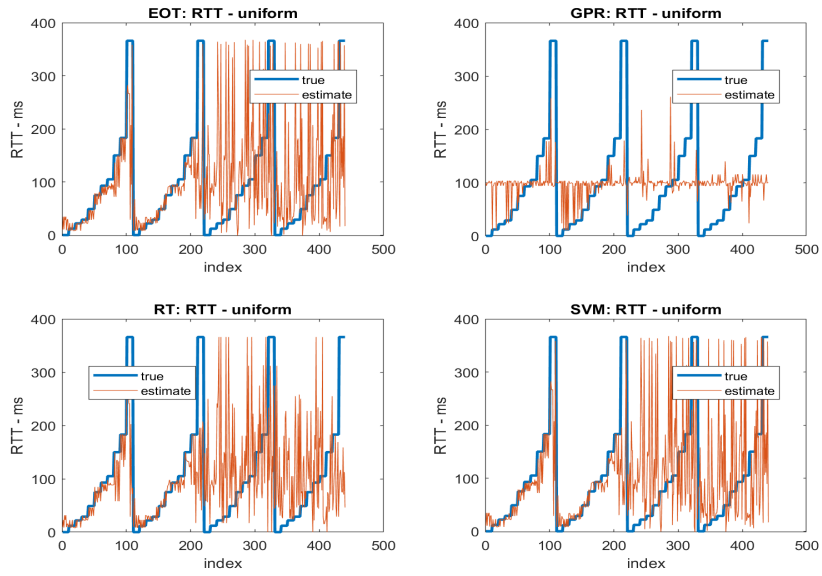 EOT: RTT - uniform
400
300
200
100
0
RTT - ms
true
estimate
0 100 200 300 400 500
index
GPR: RTT - uniform
400
300
200
100
0
RTT - ms
true
estimate
0 100 200 300 400 500
index
RT: RTT - uniform
400
300
200
100
0
RTT - ms
true
estimate
0 100 200 300 400 500
index
SVM: RTT - uniform
400
300
200
100
0
RTT - ms
true
estimate
0 100 200 300 400 500
index